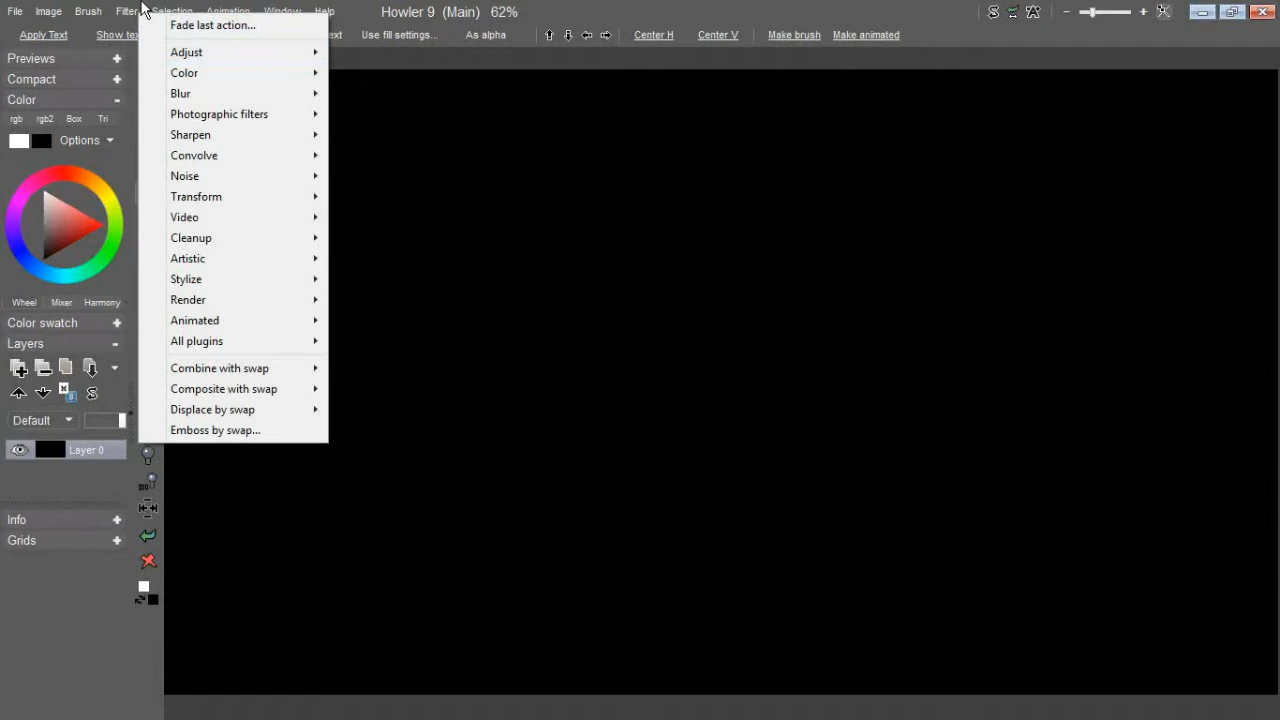 File Image Brush Filter Selection Animation Window Help Howler 9 (Main) 62%
Apply Text Show text Use fill settings... As alpha Center H Center V Make brush Make animated
Previews +
Compact +
Color -
rgb rgb2 Box Tri
Options
Wheel Mixer Harmony
Color swatch +
Layers -
Default
Layer 0
Info +
Grids +
Fade last action...
Adjust
Color
Blur
Photographic filters
Sharpen
Convolve
Noise
Transform
Video
Cleanup
Artistic
Stylize
Render
Animated
All plugins
Combine with swap
Composite with swap
Displace by swap
Emboss by swap...